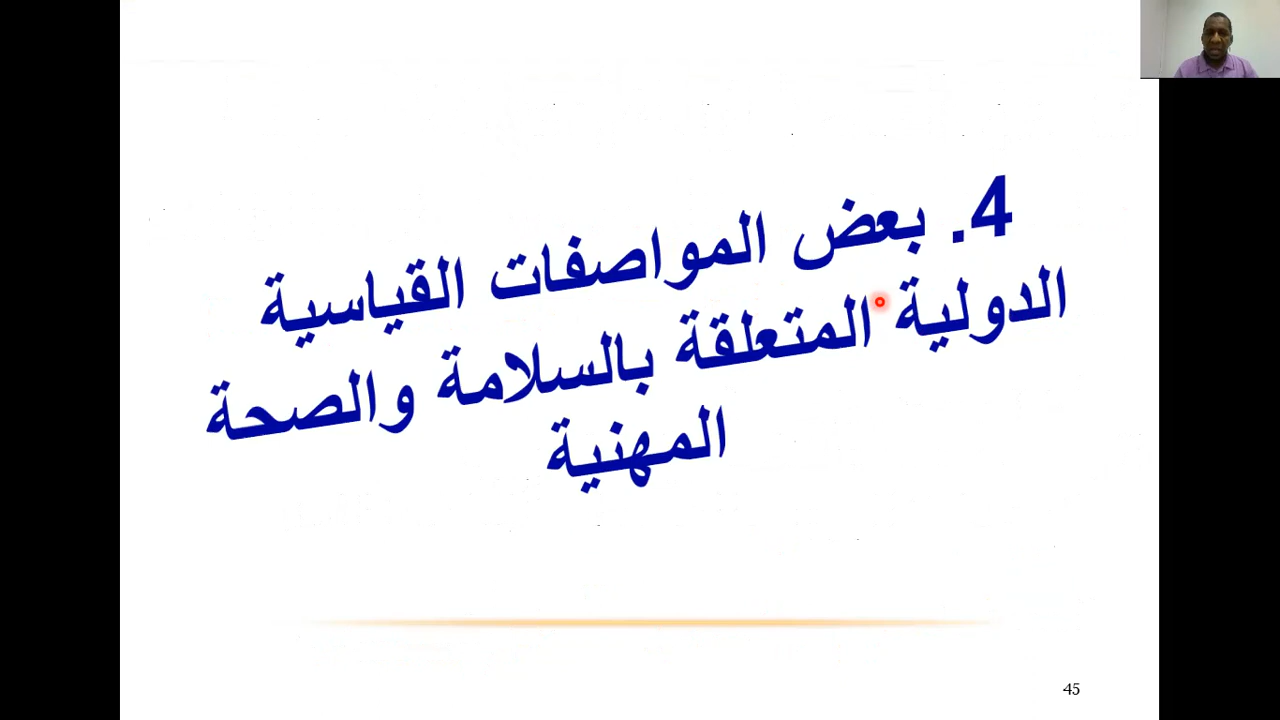 4. بعض المواصفات القياسية
الدولية المتعلقة بالسلامة والصحة
المهنية
45